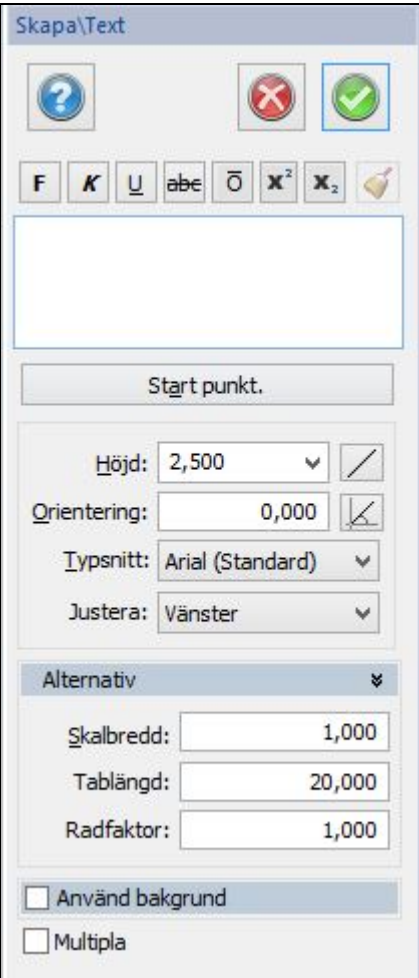 Skapa\Text
F K U abc Ō x² x₂
Start punkt.
Höjd: 2,500
Orientering: 0,000
Typsnitt: Arial (Standard)
Justera: Vänster
Alternativ
Skalbredd: 1,000
Tablängd: 20,000
Radfaktor: 1,000
Använd bakgrund
Multipla